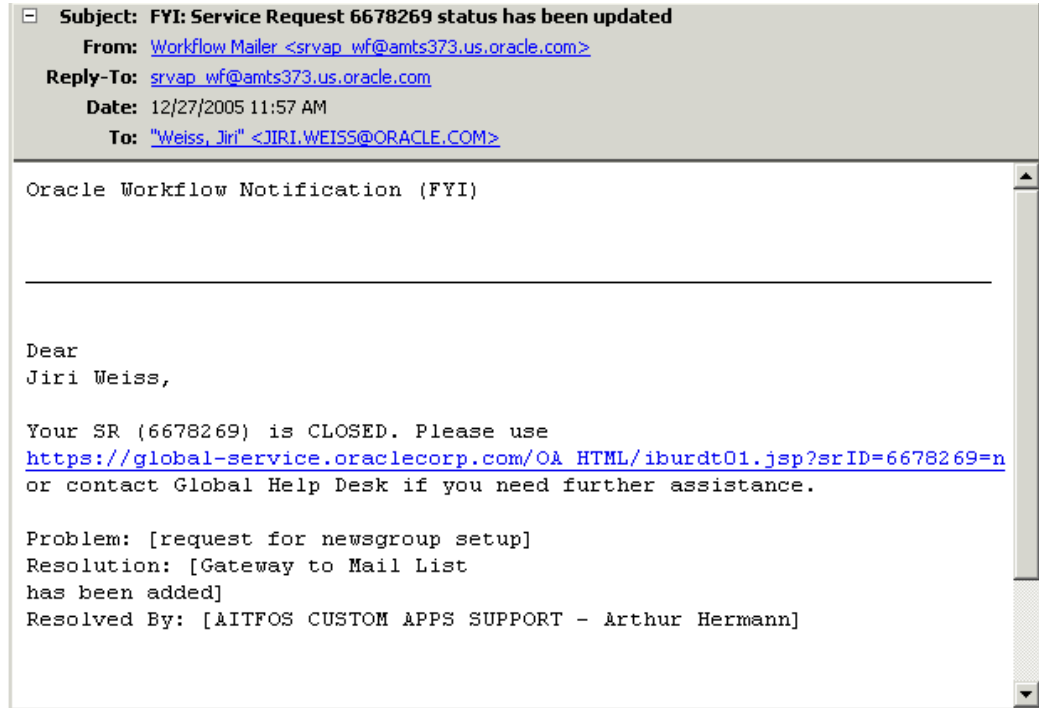 Subject: FYI: Service Request 6678269 status has been updated
From: Workflow Mailer <srvap_wf@amts373.us.oracle.com>
Reply-To: srvap_wf@amts373.us.oracle.com
Date: 12/27/2005 11:57 AM
To: "Weiss, Jiri" <JIRI.WEISS@ORACLE.COM>
Oracle Workflow Notification (FYI)
Dear
Jiri Weiss,
Your SR (6678269) is CLOSED. Please use
https://global-service.oraclecorp.com/OA_HTML/iburdt01.jsp?srID=6678269=n
or contact Global Help Desk if you need further assistance.
Problem: [request for newsgroup setup]
Resolution: [Gateway to Mail List
has been added]
Resolved By: [AITFOS CUSTOM APPS SUPPORT - Arthur Hermann]